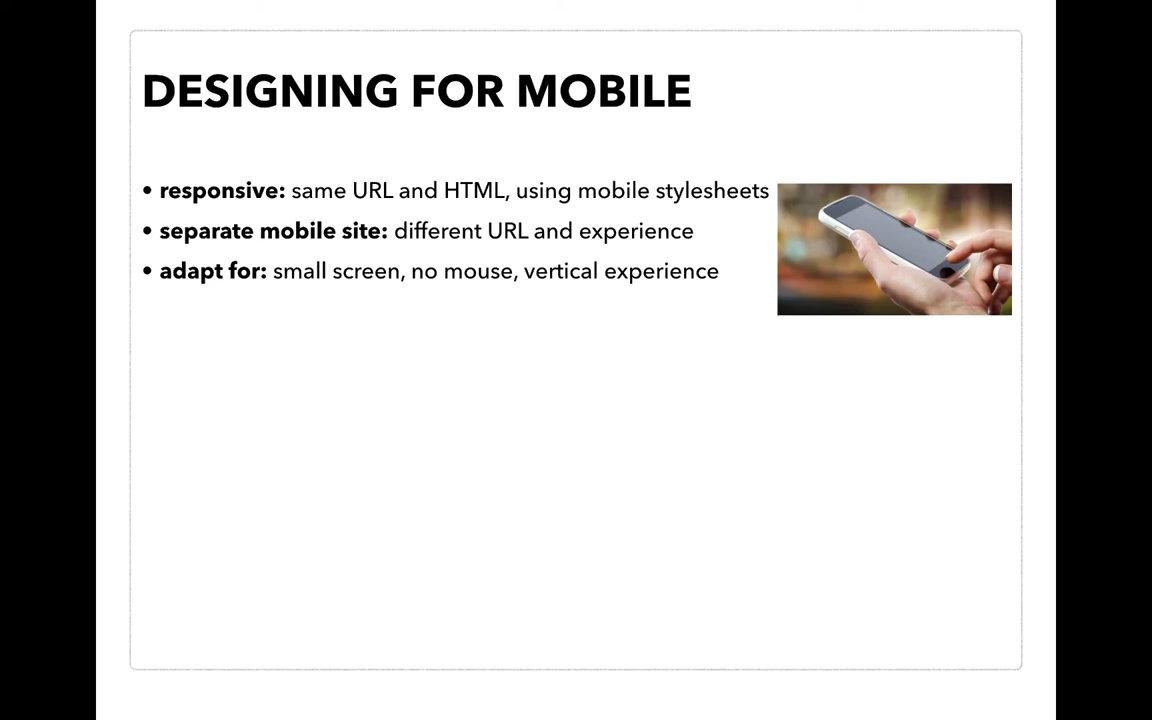 DESIGNING FOR MOBILE
• responsive: same URL and HTML, using mobile stylesheets
• separate mobile site: different URL and experience
• adapt for: small screen, no mouse, vertical experience